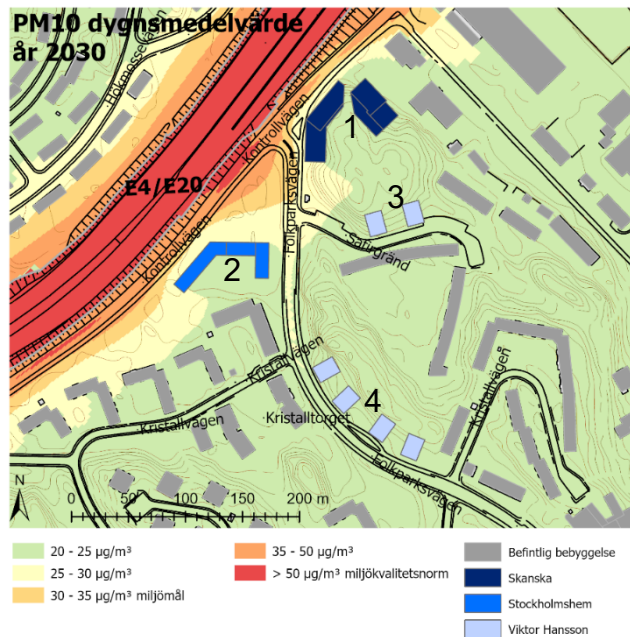 PM10 dygnsmedelvärde
år 2030
Hökmossevägen
Kontrollvägen
E4/E20
Folkparksvägen
1
3
Kontrollvägen
2
Safirgränd
Kristallvägen
4
Kristallvägen
Kristalltorget
Kristallvägen
Folkparksvägen
N
0 50 100 200 m
20 - 25 µg/m³
25 - 30 µg/m³
30 - 35 µg/m³ miljömål
35 - 50 µg/m³
> 50 µg/m³ miljökvalitetsnorm
Befintlig bebyggelse
Skanska
Stockholmshem
Viktor Hansson